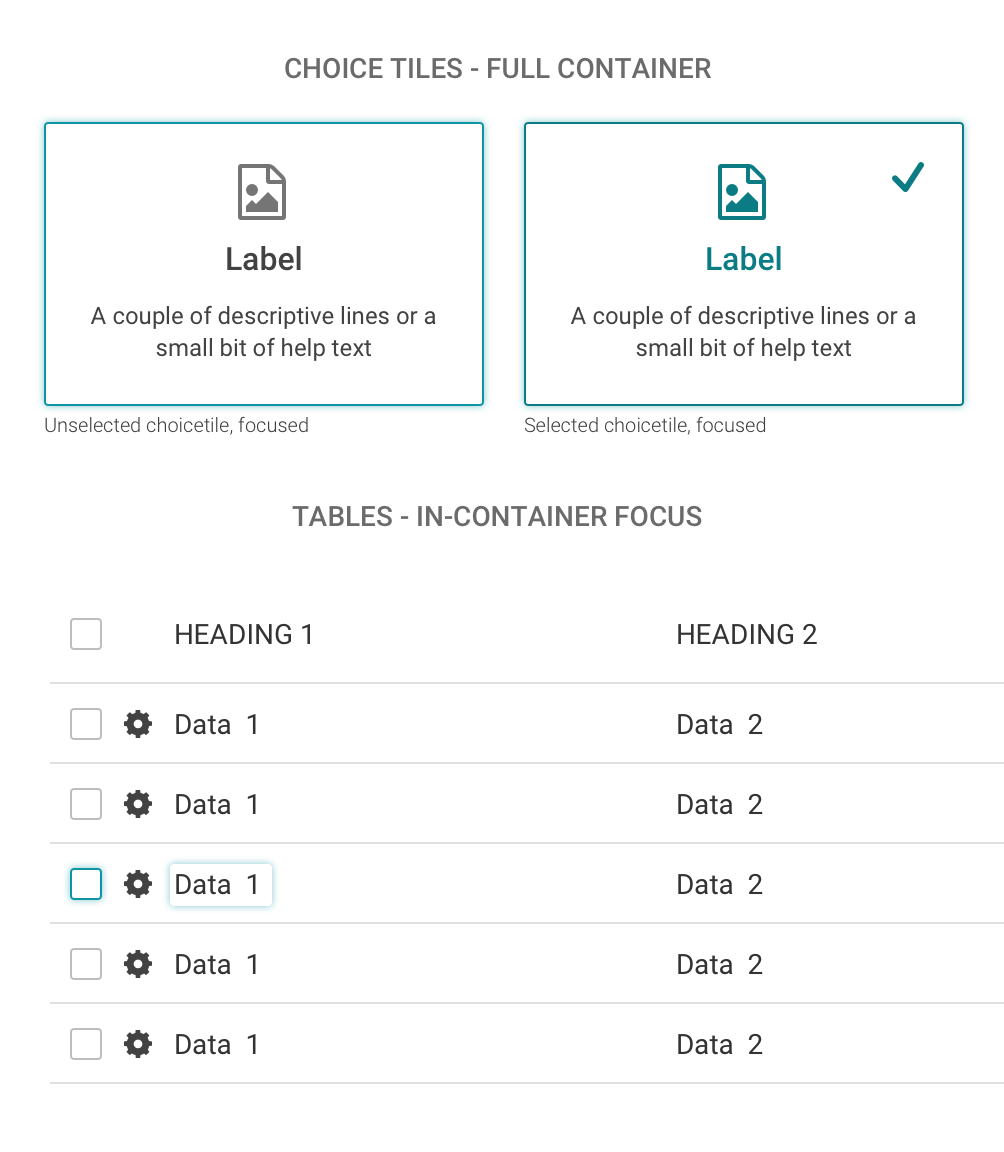 CHOICE TILES - FULL CONTAINER
Label
A couple of descriptive lines or a
small bit of help text
Unselected choicetile, focused
Label
A couple of descriptive lines or a
small bit of help text
Selected choicetile, focused
TABLES - IN-CONTAINER FOCUS
HEADING 1 HEADING 2
Data 1 Data 2
Data 1 Data 2
Data 1 Data 2
Data 1 Data 2
Data 1 Data 2